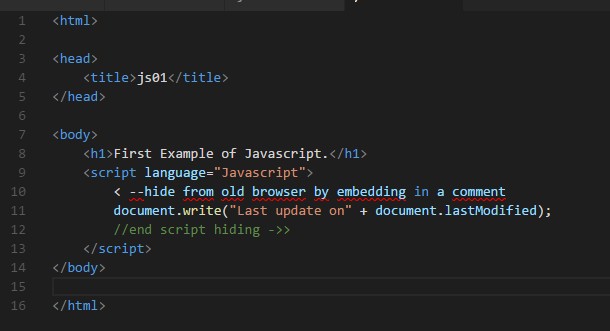 1 <html>
2
3 <head>
4 <title>js01</title>
5 </head>
6
7 <body>
8 <h1>First Example of Javascript.</h1>
9 <script language="Javascript">
10 < --hide from old browser by embedding in a comment
11 document.write("Last update on" + document.lastModified);
12 //end script hiding ->>
13 </script>
14 </body>
15
16 </html>